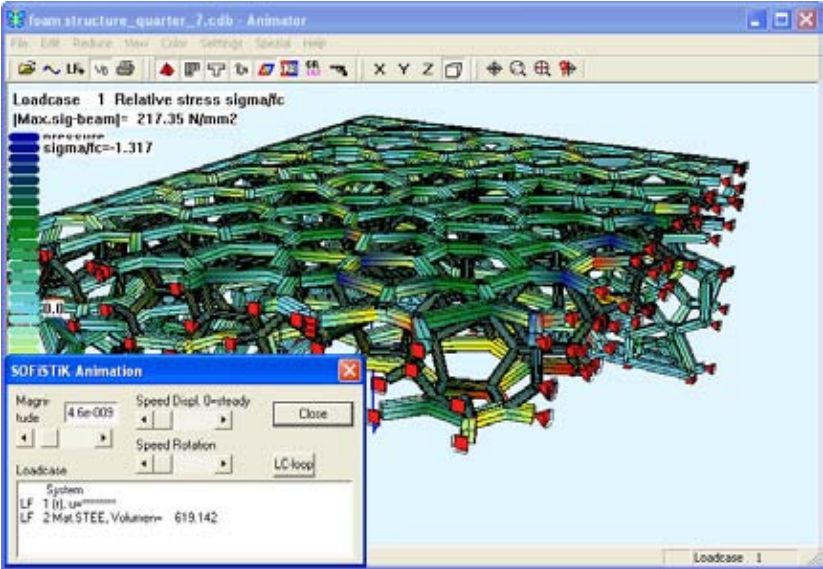 foam structure_quarter_7.cdb - Animator
File Edit Reduce View Color Settings Spezial Help
LF+
X Y Z
Loadcase 1 Relative stress sigma/fc
|Max.sig-beam|= 217.35 N/mm2
pressure
sigma/fc=-1.317
0.0
SOFiSTiK-Animation
Magni-
tude
4.6e-009
Speed Displ. 0=steady
Close
Speed Rotation
LC-loop
Loadcase
System
LF 1 (r), u=*******
LF 2 Mat.STEE, Volumen= 619.142
Loadcase 1